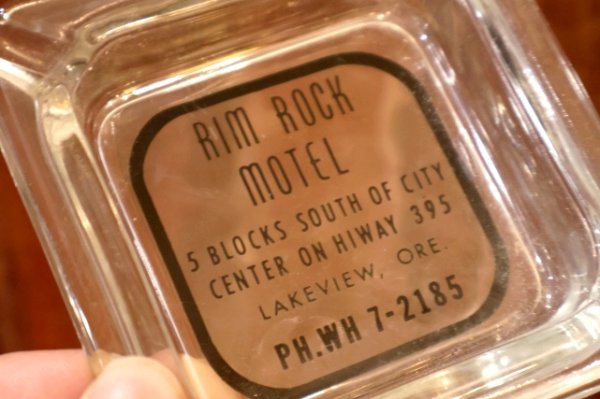 RIM ROCK
MOTEL
5 BLOCKS SOUTH OF CITY
CENTER ON HIWAY 395
LAKEVIEW, ORE.
PH.WH 7-2185